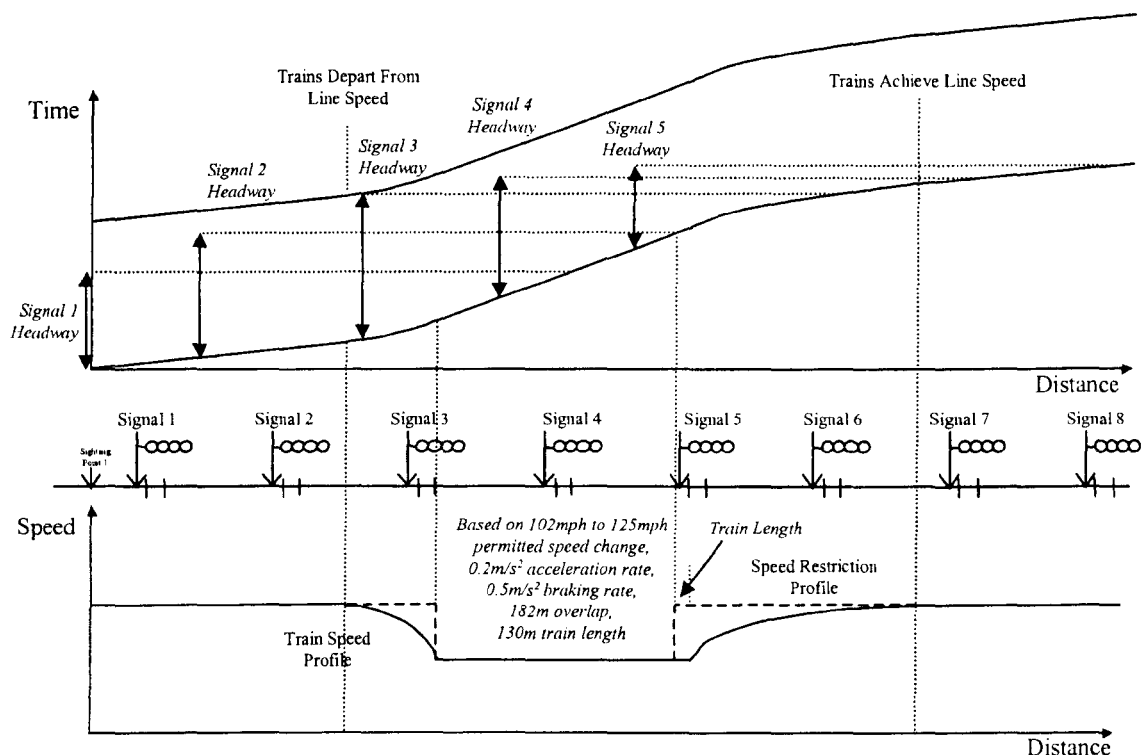 Time
Trains Depart From
Line Speed
Trains Achieve Line Speed
Signal 4
Headway
Signal 5
Headway
Signal 3
Headway
Signal 2
Headway
Signal 1
Headway
Distance
Signal 1
Signal 2
Signal 3
Signal 4
Signal 5
Signal 6
Signal 7
Signal 8
Sighting
Point 1
Speed
Based on 102mph to 125mph
permitted speed change,
0.2m/s² acceleration rate,
0.5m/s² braking rate,
182m overlap,
130m train length
Train Length
Speed Restriction
Profile
Train Speed
Profile
Distance